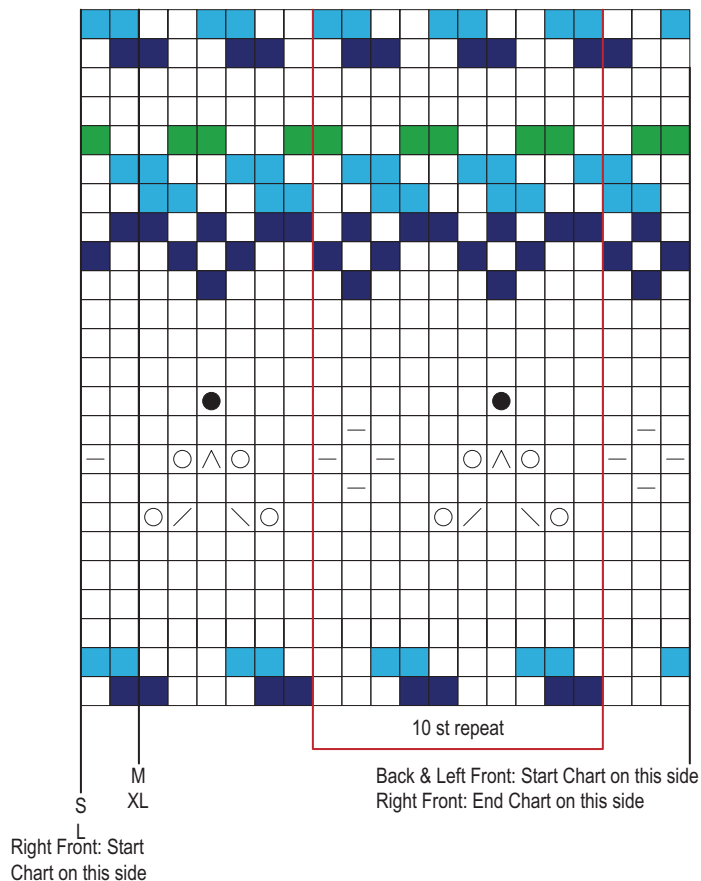 10 st repeat
M
XL
S
L
Back & Left Front: Start Chart on this side
Right Front: End Chart on this side
Right Front: Start
Chart on this side